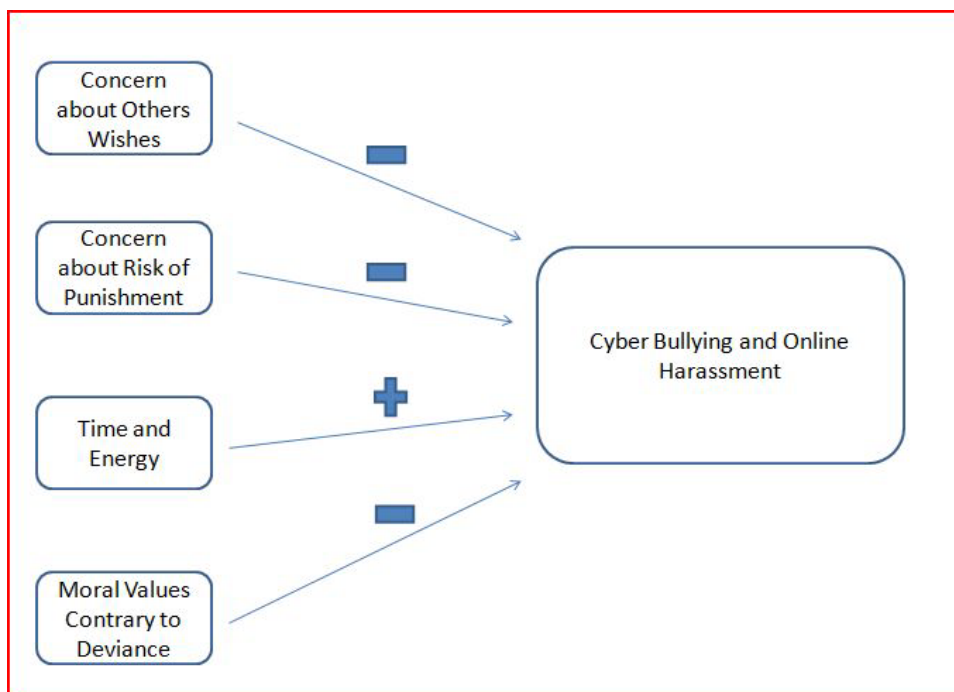 Concern
about Others
Wishes
Concern
about Risk of
Punishment
Time and
Energy
Moral Values
Contrary to
Deviance
Cyber Bullying and Online
Harassment